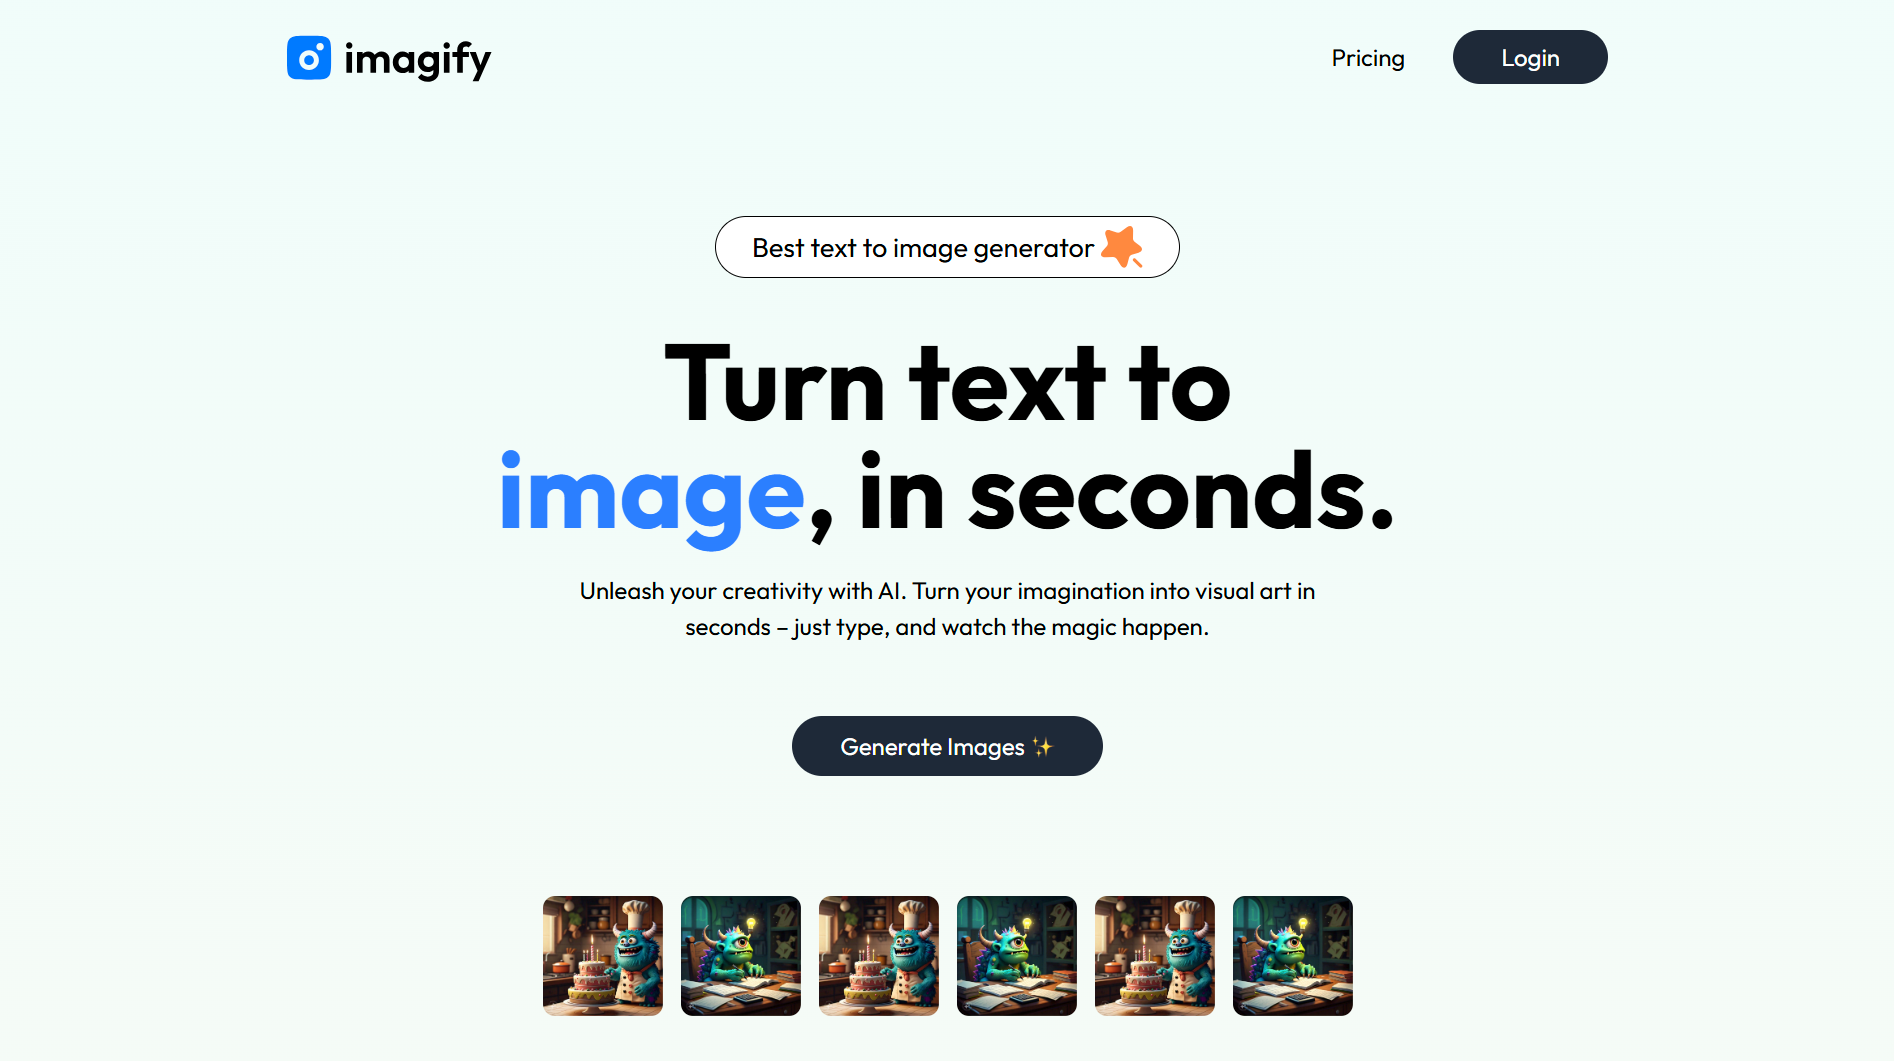 imagify
Pricing
Login
Best text to image generator
Turn text to
image, in seconds.
Unleash your creativity with AI. Turn your imagination into visual art in
seconds – just type, and watch the magic happen.
Generate Images ✨